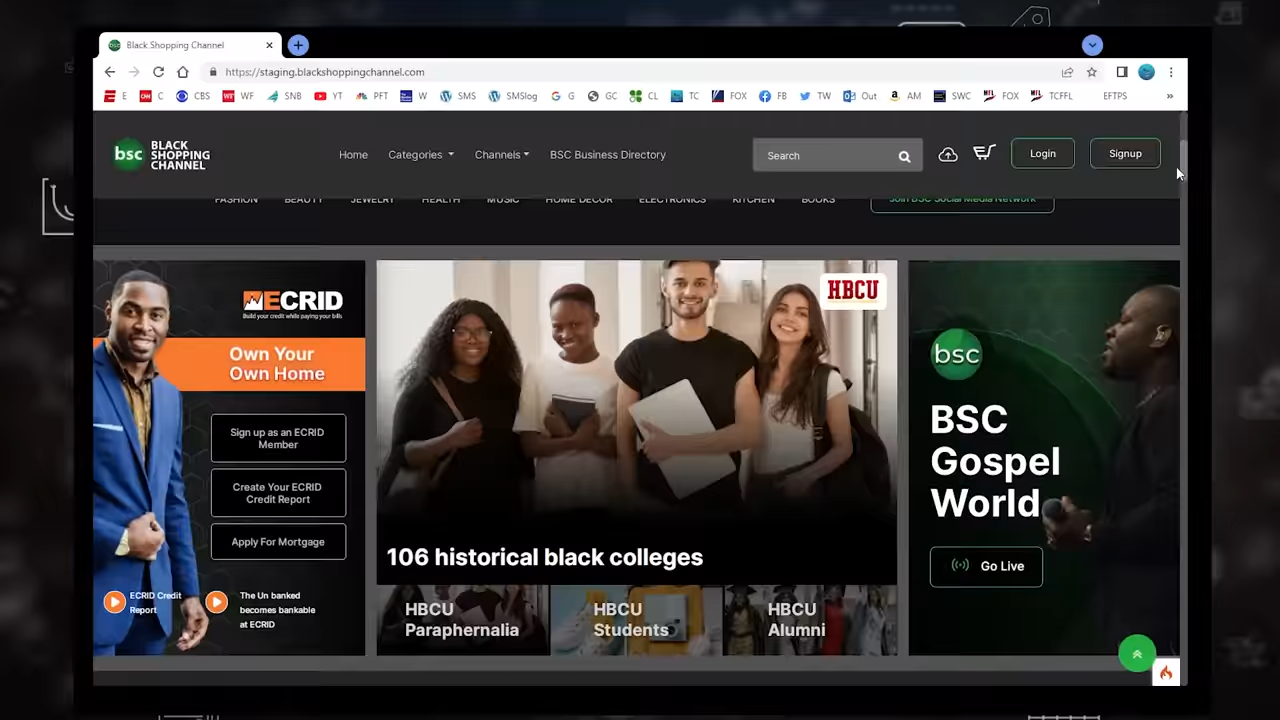 bsc Black Shopping Channel
https://staging.blackshoppingchannel.com
E C CBS WF SNB YT PFT W SMS SMSlog G GC CL TC FOX FB TW Out AM SWC FOX TCFFL EFTPS »
bsc BLACK
SHOPPING
CHANNEL
Home Categories Channels BSC Business Directory
Search
Login
Signup
FASHION BEAUTY JEWELRY HEALTH MUSIC HOME DECOR ELECTRONICS KITCHEN BOOKS
Join BSC Social Media Network
ECRID
Build your credit while paying your bills
Own Your
Own Home
Sign up as an ECRID
Member
Create Your ECRID
Credit Report
Apply For Mortgage
ECRID Credit
Report
The Un banked
becomes bankable
at ECRID
HBCU
106 historical black colleges
HBCU
Paraphernalia
HBCU
Students
HBCU
Alumni
bsc
BSC
Gospel
World
Go Live